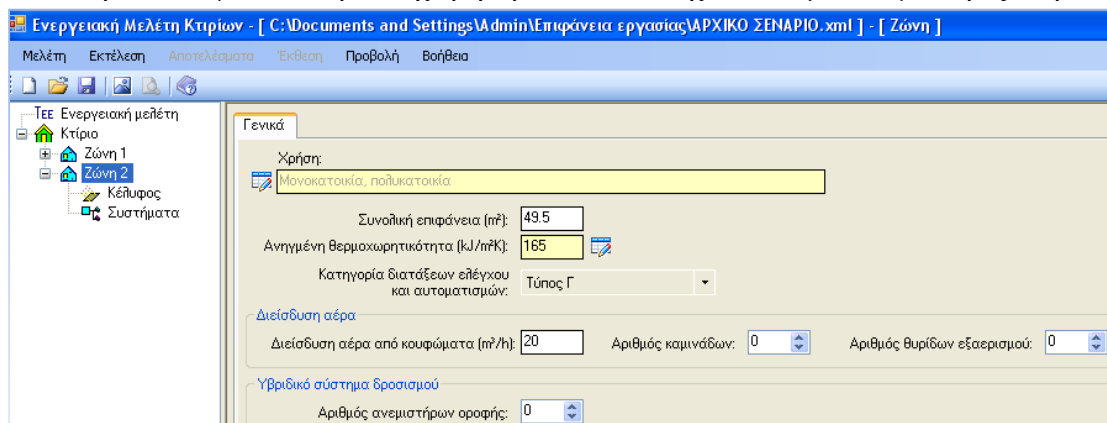 Ενεργειακή Μελέτη Κτιρίων - [ C:\Documents and Settings\Admin\Επιφάνεια εργασίας\ΑΡΧΙΚΟ ΣΕΝΑΡΙΟ.xml ] - [ Ζώνη ]
Μελέτη Εκτέλεση Αποτελέσματα Έκθεση Προβολή Βοήθεια
ΤΕΕ Ενεργειακή μελέτη
Κτίριο
Ζώνη 1
Ζώνη 2
Κέλυφος
Συστήματα
Γενικά
Χρήση:
Μονοκατοικία, πολυκατοικία
Συνολική επιφάνεια (m²): 49.5
Ανηγμένη θερμοχωρητικότητα (kJ/m²K): 165
Κατηγορία διατάξεων ελέγχου
και αυτοματισμών: Τύπος Γ
Διείσδυση αέρα
Διείσδυση αέρα από κουφώματα (m³/h): 20 Αριθμός καμινάδων: 0 Αριθμός θυρίδων εξαερισμού: 0
Υβριδικό σύστημα δροσισμού
Αριθμός ανεμιστήρων οροφής: 0